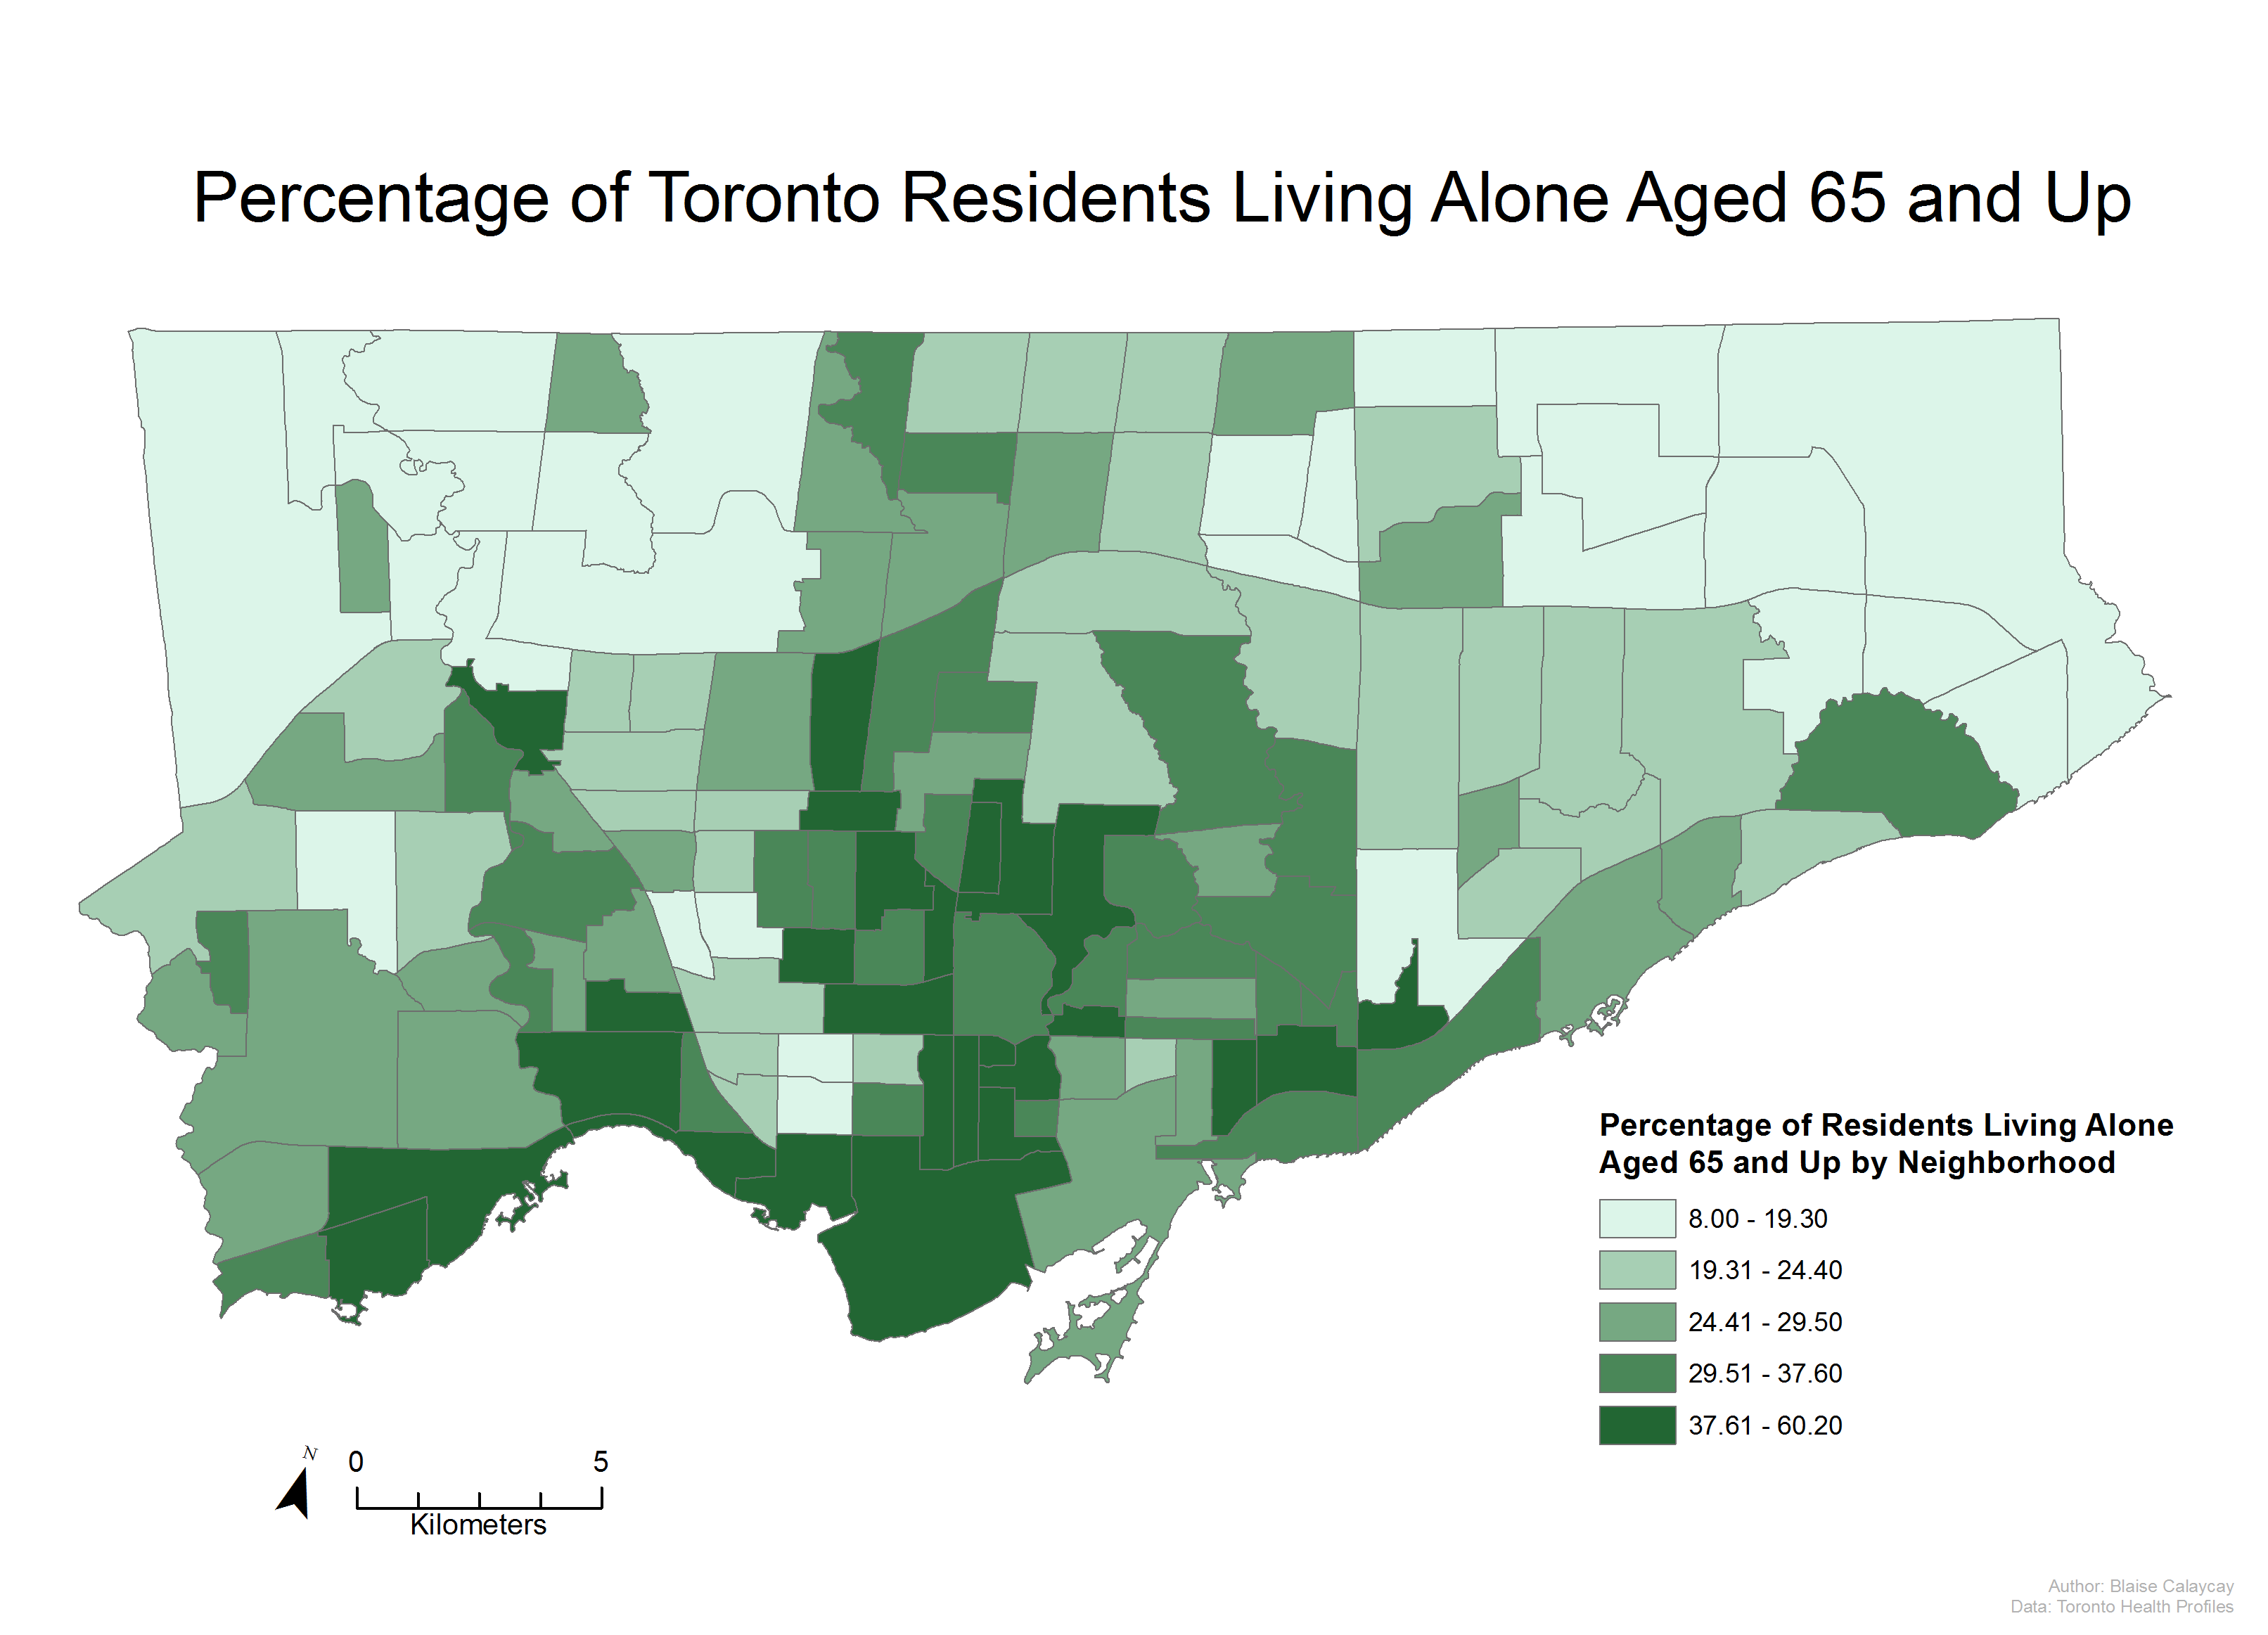 Percentage of Toronto Residents Living Alone Aged 65 and Up
Percentage of Residents Living Alone
Aged 65 and Up by Neighborhood
8.00 - 19.30
19.31 - 24.40
24.41 - 29.50
29.51 - 37.60
37.61 - 60.20
N
0 5
Kilometers
Author: Blaise Calaycay
Data: Toronto Health Profiles